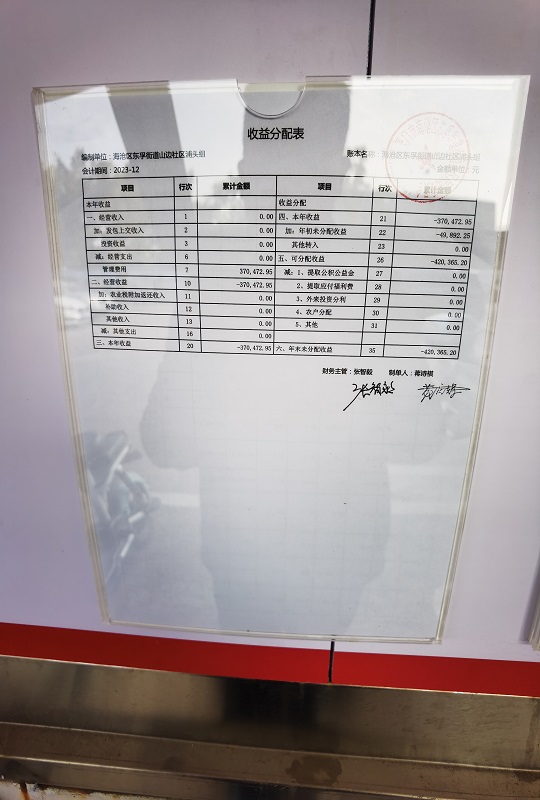 收益分配表
编制单位：海沧区东孚街道山边社区浦头组 账本名称：海沧区东孚街道山边社区浦头组
会计期间：2023-12 金额单位：元
项目 行次 累计金额 项目 行次 累计金额
本年收益 收益分配
一、经营收入 1 0.00 四、本年收益 21 -370,472.95
加：发包上交收入 2 0.00 加：年初未分配收益 22 -49,892.25
投资收益 3 0.00 其他转入 23 0.00
减：经营支出 6 0.00 五、可分配收益 26 -420,365.20
管理费用 7 370,472.95 减：1、提取公积公益金 27 0.00
二、经营收益 10 -370,472.95 2、提取应付福利费 28 0.00
加：农业税附加返还收入 11 0.00 3、外来投资分利 29 0.00
补助收入 12 0.00 4、农户分配 30 0.00
其他收入 13 0.00 5、其他 31 0.00
减：其他支出 16 0.00
三、本年收益 20 -370,472.95 六、年末未分配收益 35 -420,365.20
财务主管：张智毅 制单人：蒋诗祺